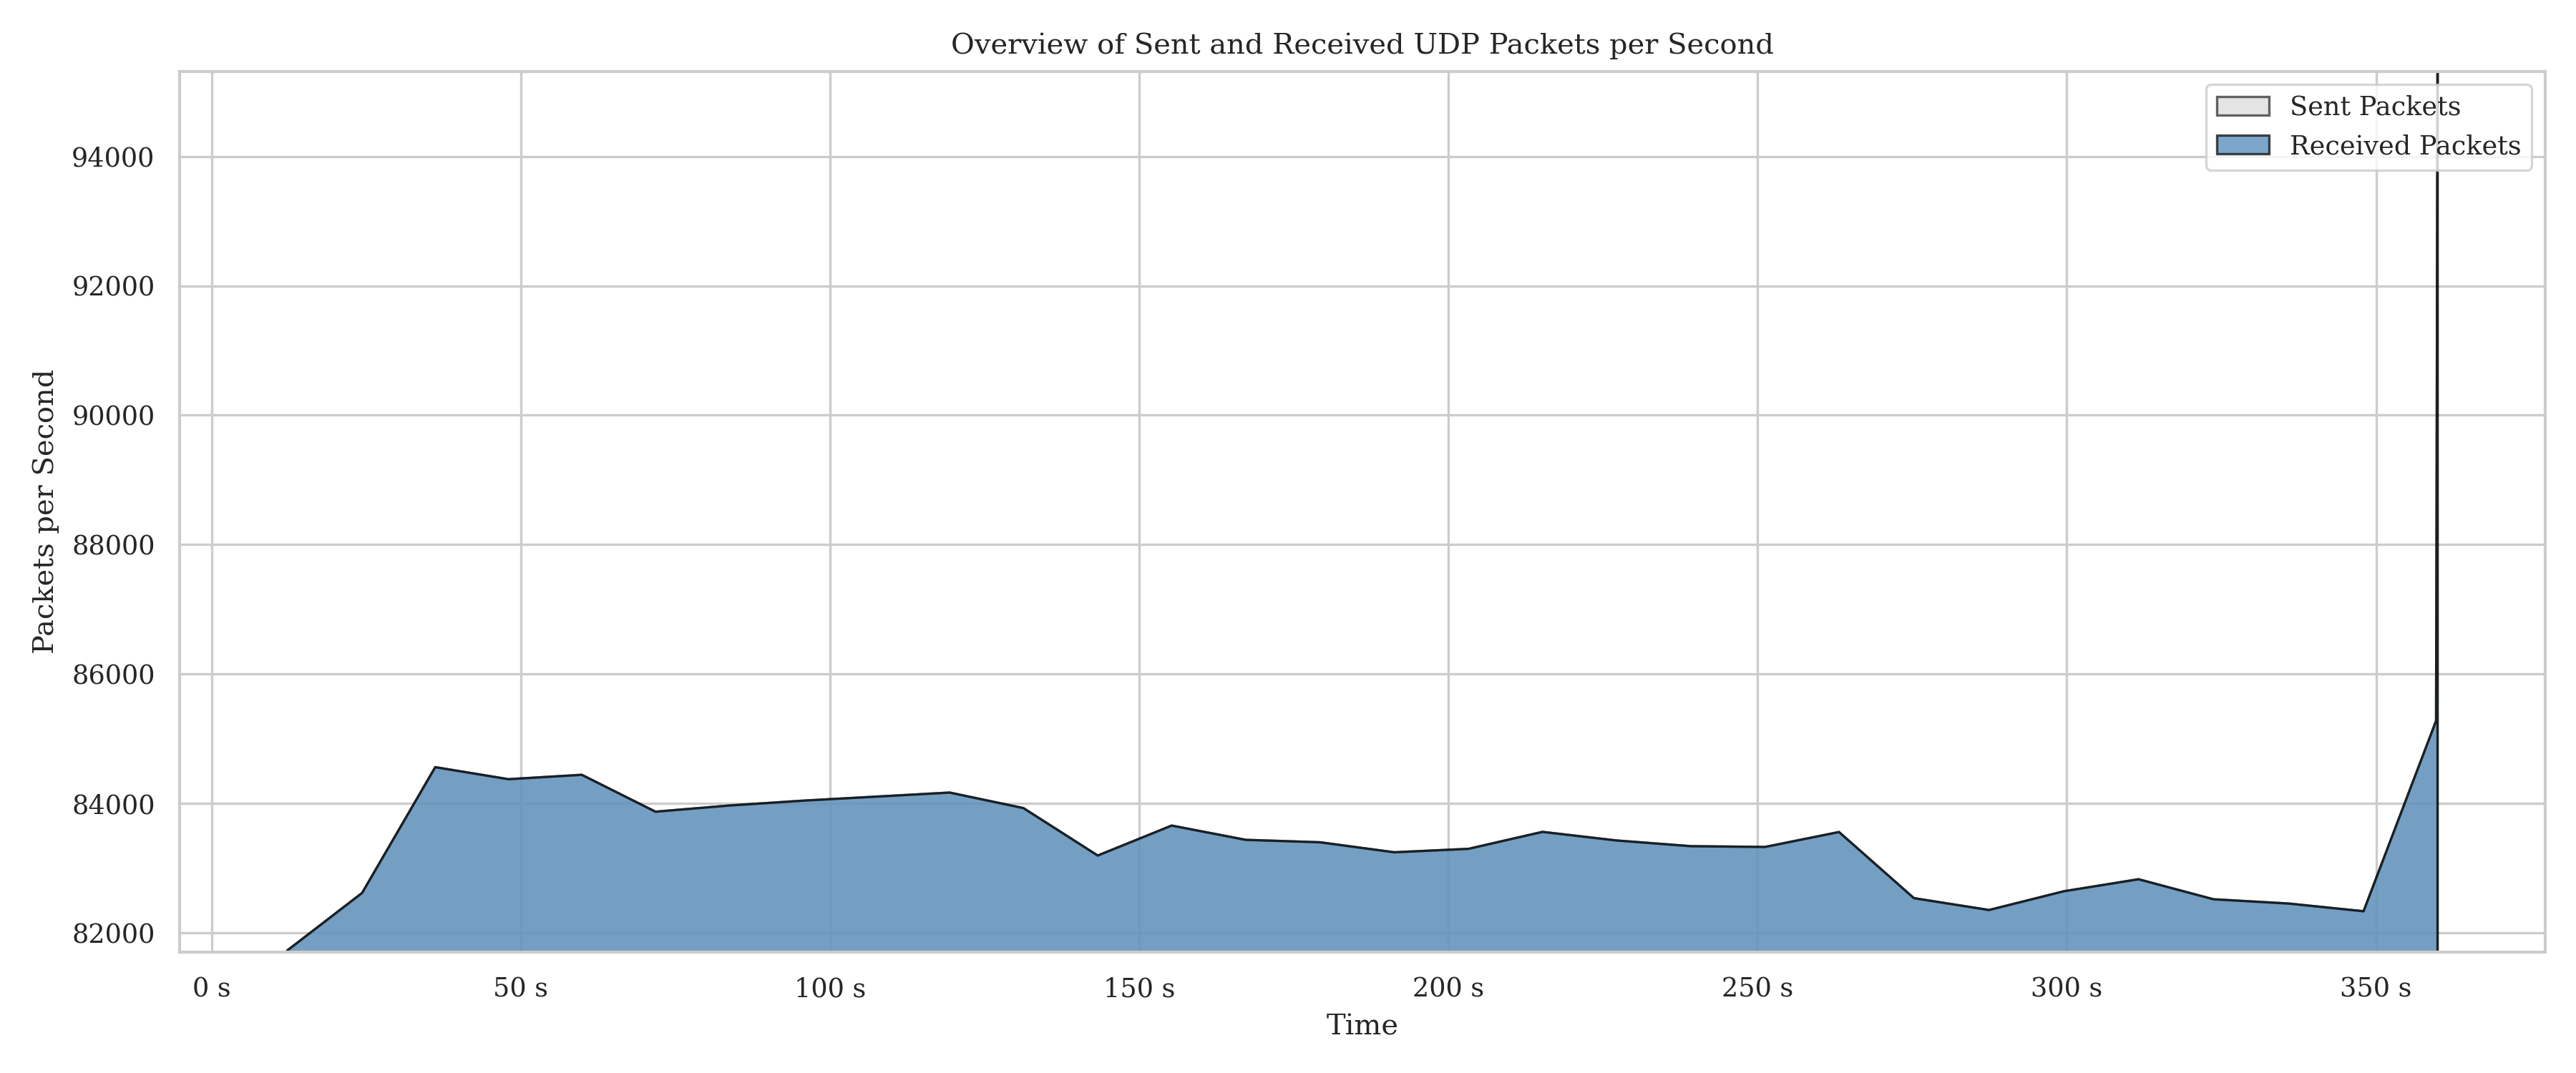 Overview of Sent and Received UDP Packets per Second
Sent Packets
Received Packets
Packets per Second
94000
92000
90000
88000
86000
84000
82000
0 s
50 s
100 s
150 s
200 s
250 s
300 s
350 s
Time